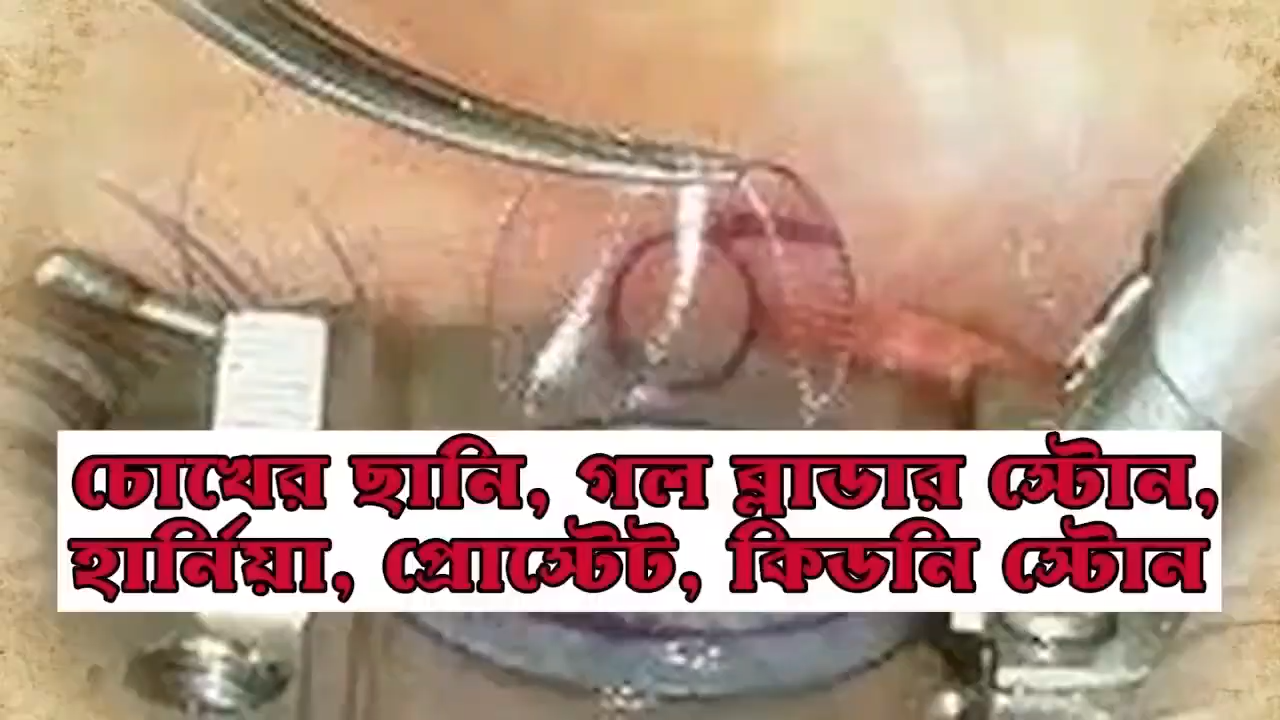 চোখের ছানি, গল ব্লাডার স্টোন,
হার্নিয়া, প্রোস্টেট, কিডনি স্টোন